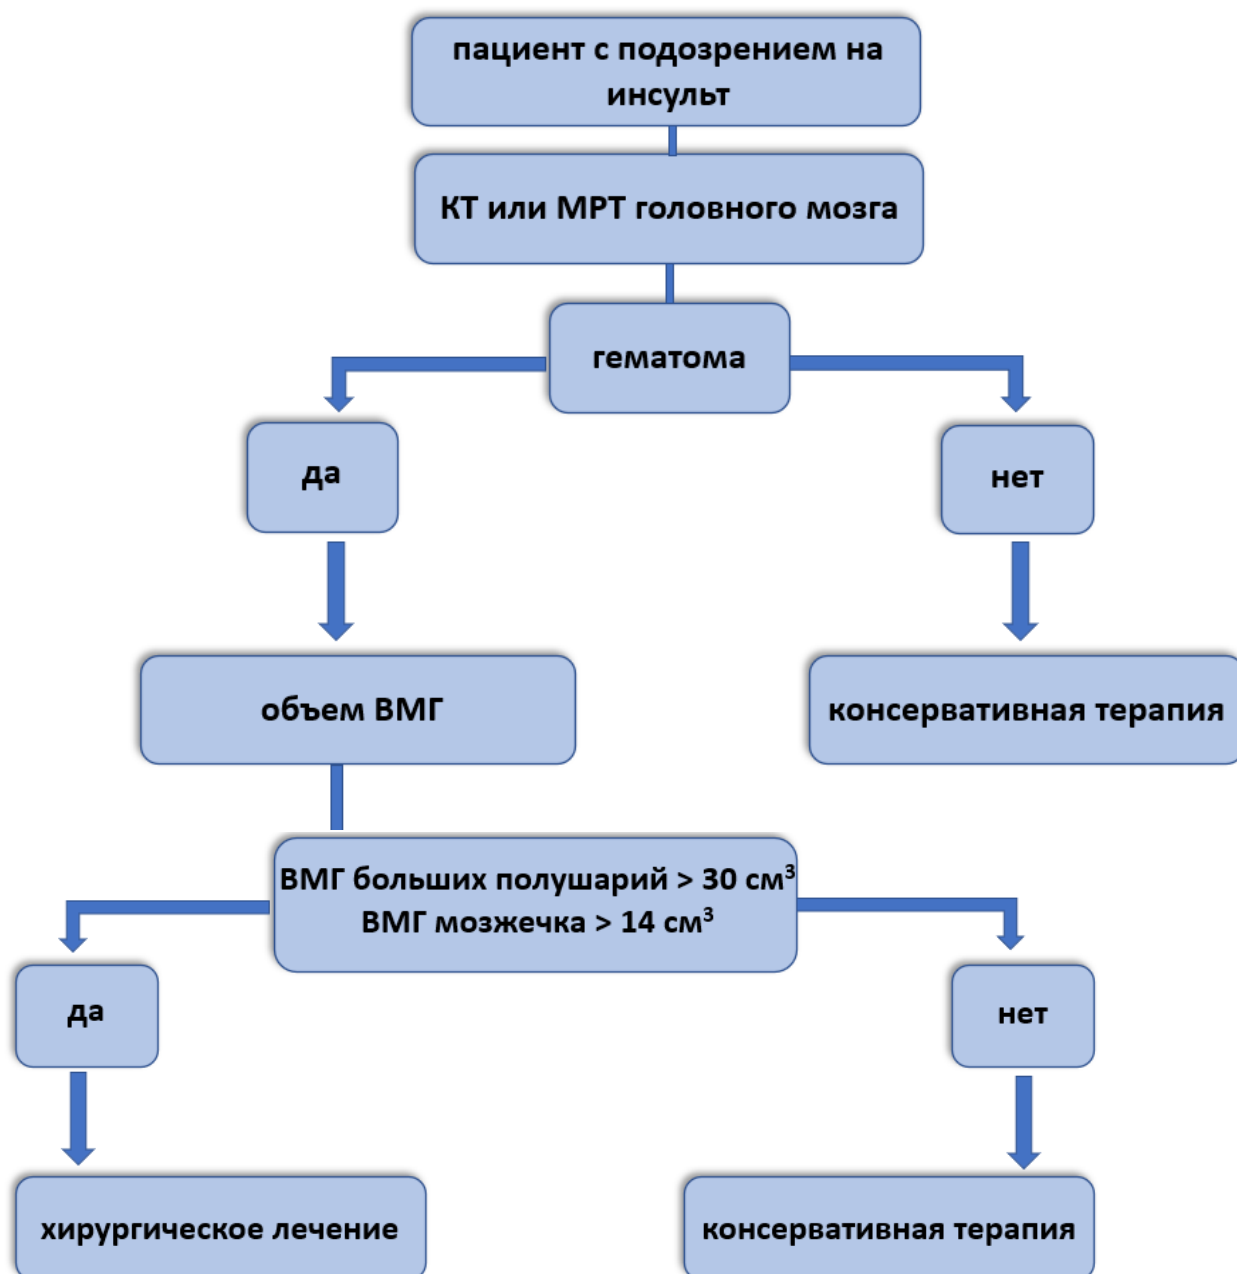 пациент с подозрением на
инсульт
КТ или МРТ головного мозга
гематома
да
нет
объем ВМГ
консервативная терапия
ВМГ больших полушарий > 30 см³
ВМГ мозжечка > 14 см³
да
нет
хирургическое лечение
консервативная терапия